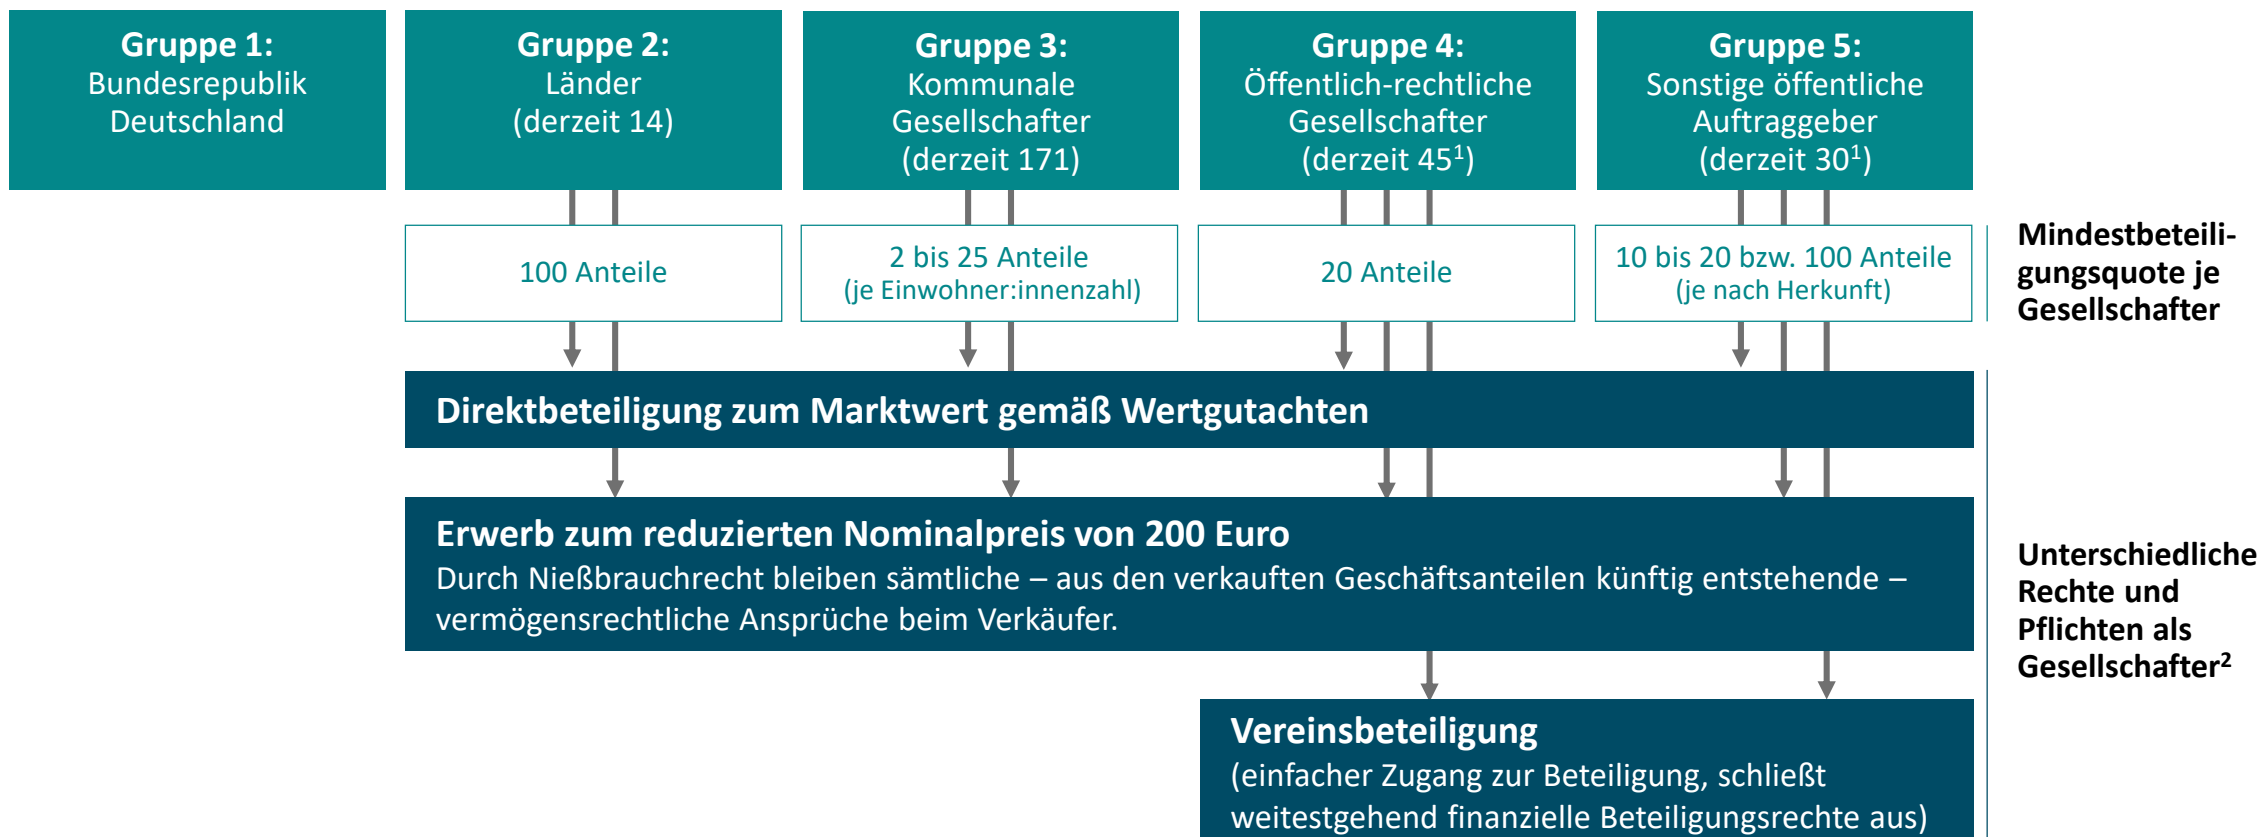 Gruppe 1:
Bundesrepublik
Deutschland
Gruppe 2:
Länder
(derzeit 14)
Gruppe 3:
Kommunale
Gesellschafter
(derzeit 171)
Gruppe 4:
Öffentlich-rechtliche
Gesellschafter
(derzeit 45¹)
Gruppe 5:
Sonstige öffentliche
Auftraggeber
(derzeit 30¹)
100 Anteile
2 bis 25 Anteile
(je Einwohner:innenzahl)
20 Anteile
10 bis 20 bzw. 100 Anteile
(je nach Herkunft)
Mindestbeteili-
gungsquote je
Gesellschafter
Direktbeteiligung zum Marktwert gemäß Wertgutachten
Erwerb zum reduzierten Nominalpreis von 200 Euro
Durch Nießbrauchrecht bleiben sämtliche – aus den verkauften Geschäftsanteilen künftig entstehende –
vermögensrechtliche Ansprüche beim Verkäufer.
Unterschiedliche
Rechte und
Pflichten als
Gesellschafter²
Vereinsbeteiligung
(einfacher Zugang zur Beteiligung, schließt
weitestgehend finanzielle Beteiligungsrechte aus)